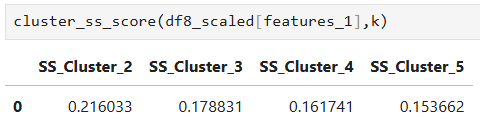 cluster_ss_score(df8_scaled[features_1],k)
SS_Cluster_2 SS_Cluster_3 SS_Cluster_4 SS_Cluster_5
0 0.216033 0.178831 0.161741 0.153662